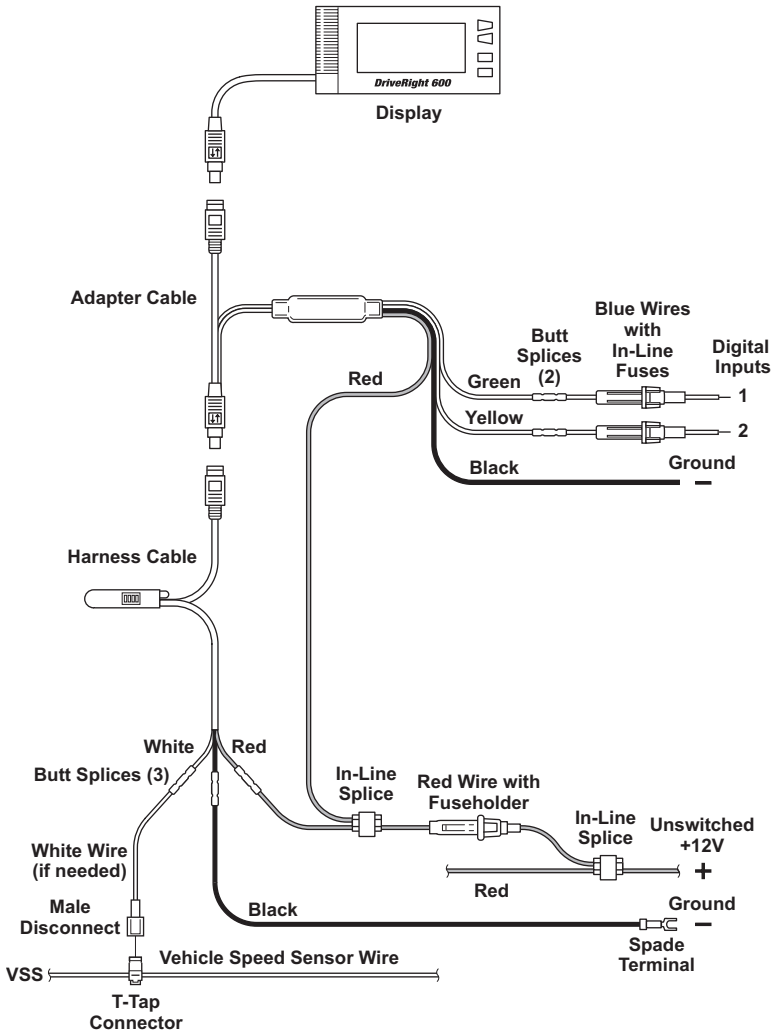 DriveRight 600
Display
Adapter Cable
Blue Wires
with
In-Line
Fuses
Butt
Splices
(2)
Digital
Inputs
Red
Green
1
Yellow
2
Black
Ground
–
Harness Cable
White
Red
Butt Splices (3)
In-Line
Splice
Red Wire with
Fuseholder
In-Line
Splice
Unswitched
+12V
+
White Wire
(if needed)
Red
Male
Disconnect
Black
Ground
–
Spade
Terminal
Vehicle Speed Sensor Wire
VSS
T-Tap
Connector